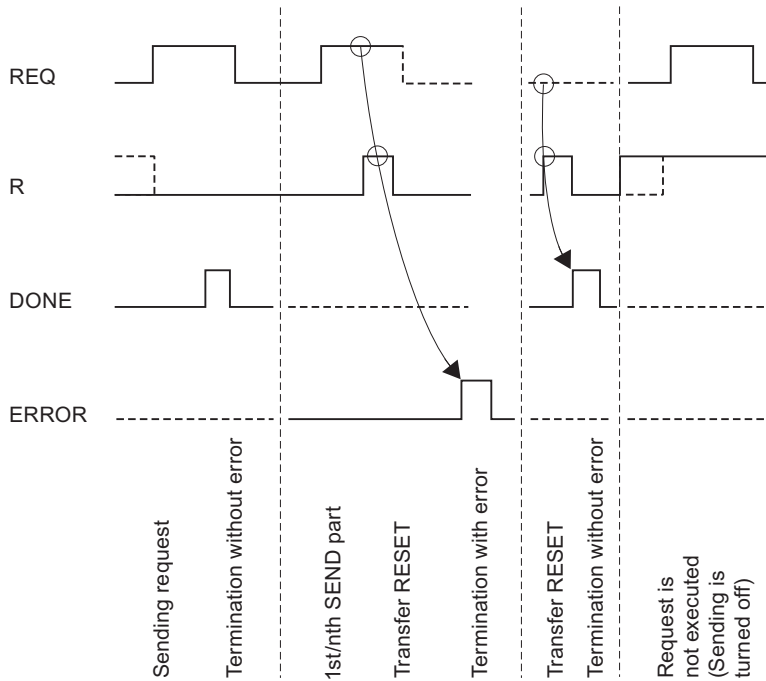 REQ
R
DONE
ERROR
Sending request
Termination without error
1st/nth SEND part
Transfer RESET
Termination with error
Transfer RESET
Termination without error
Request is
not executed
(Sending is
turned off)